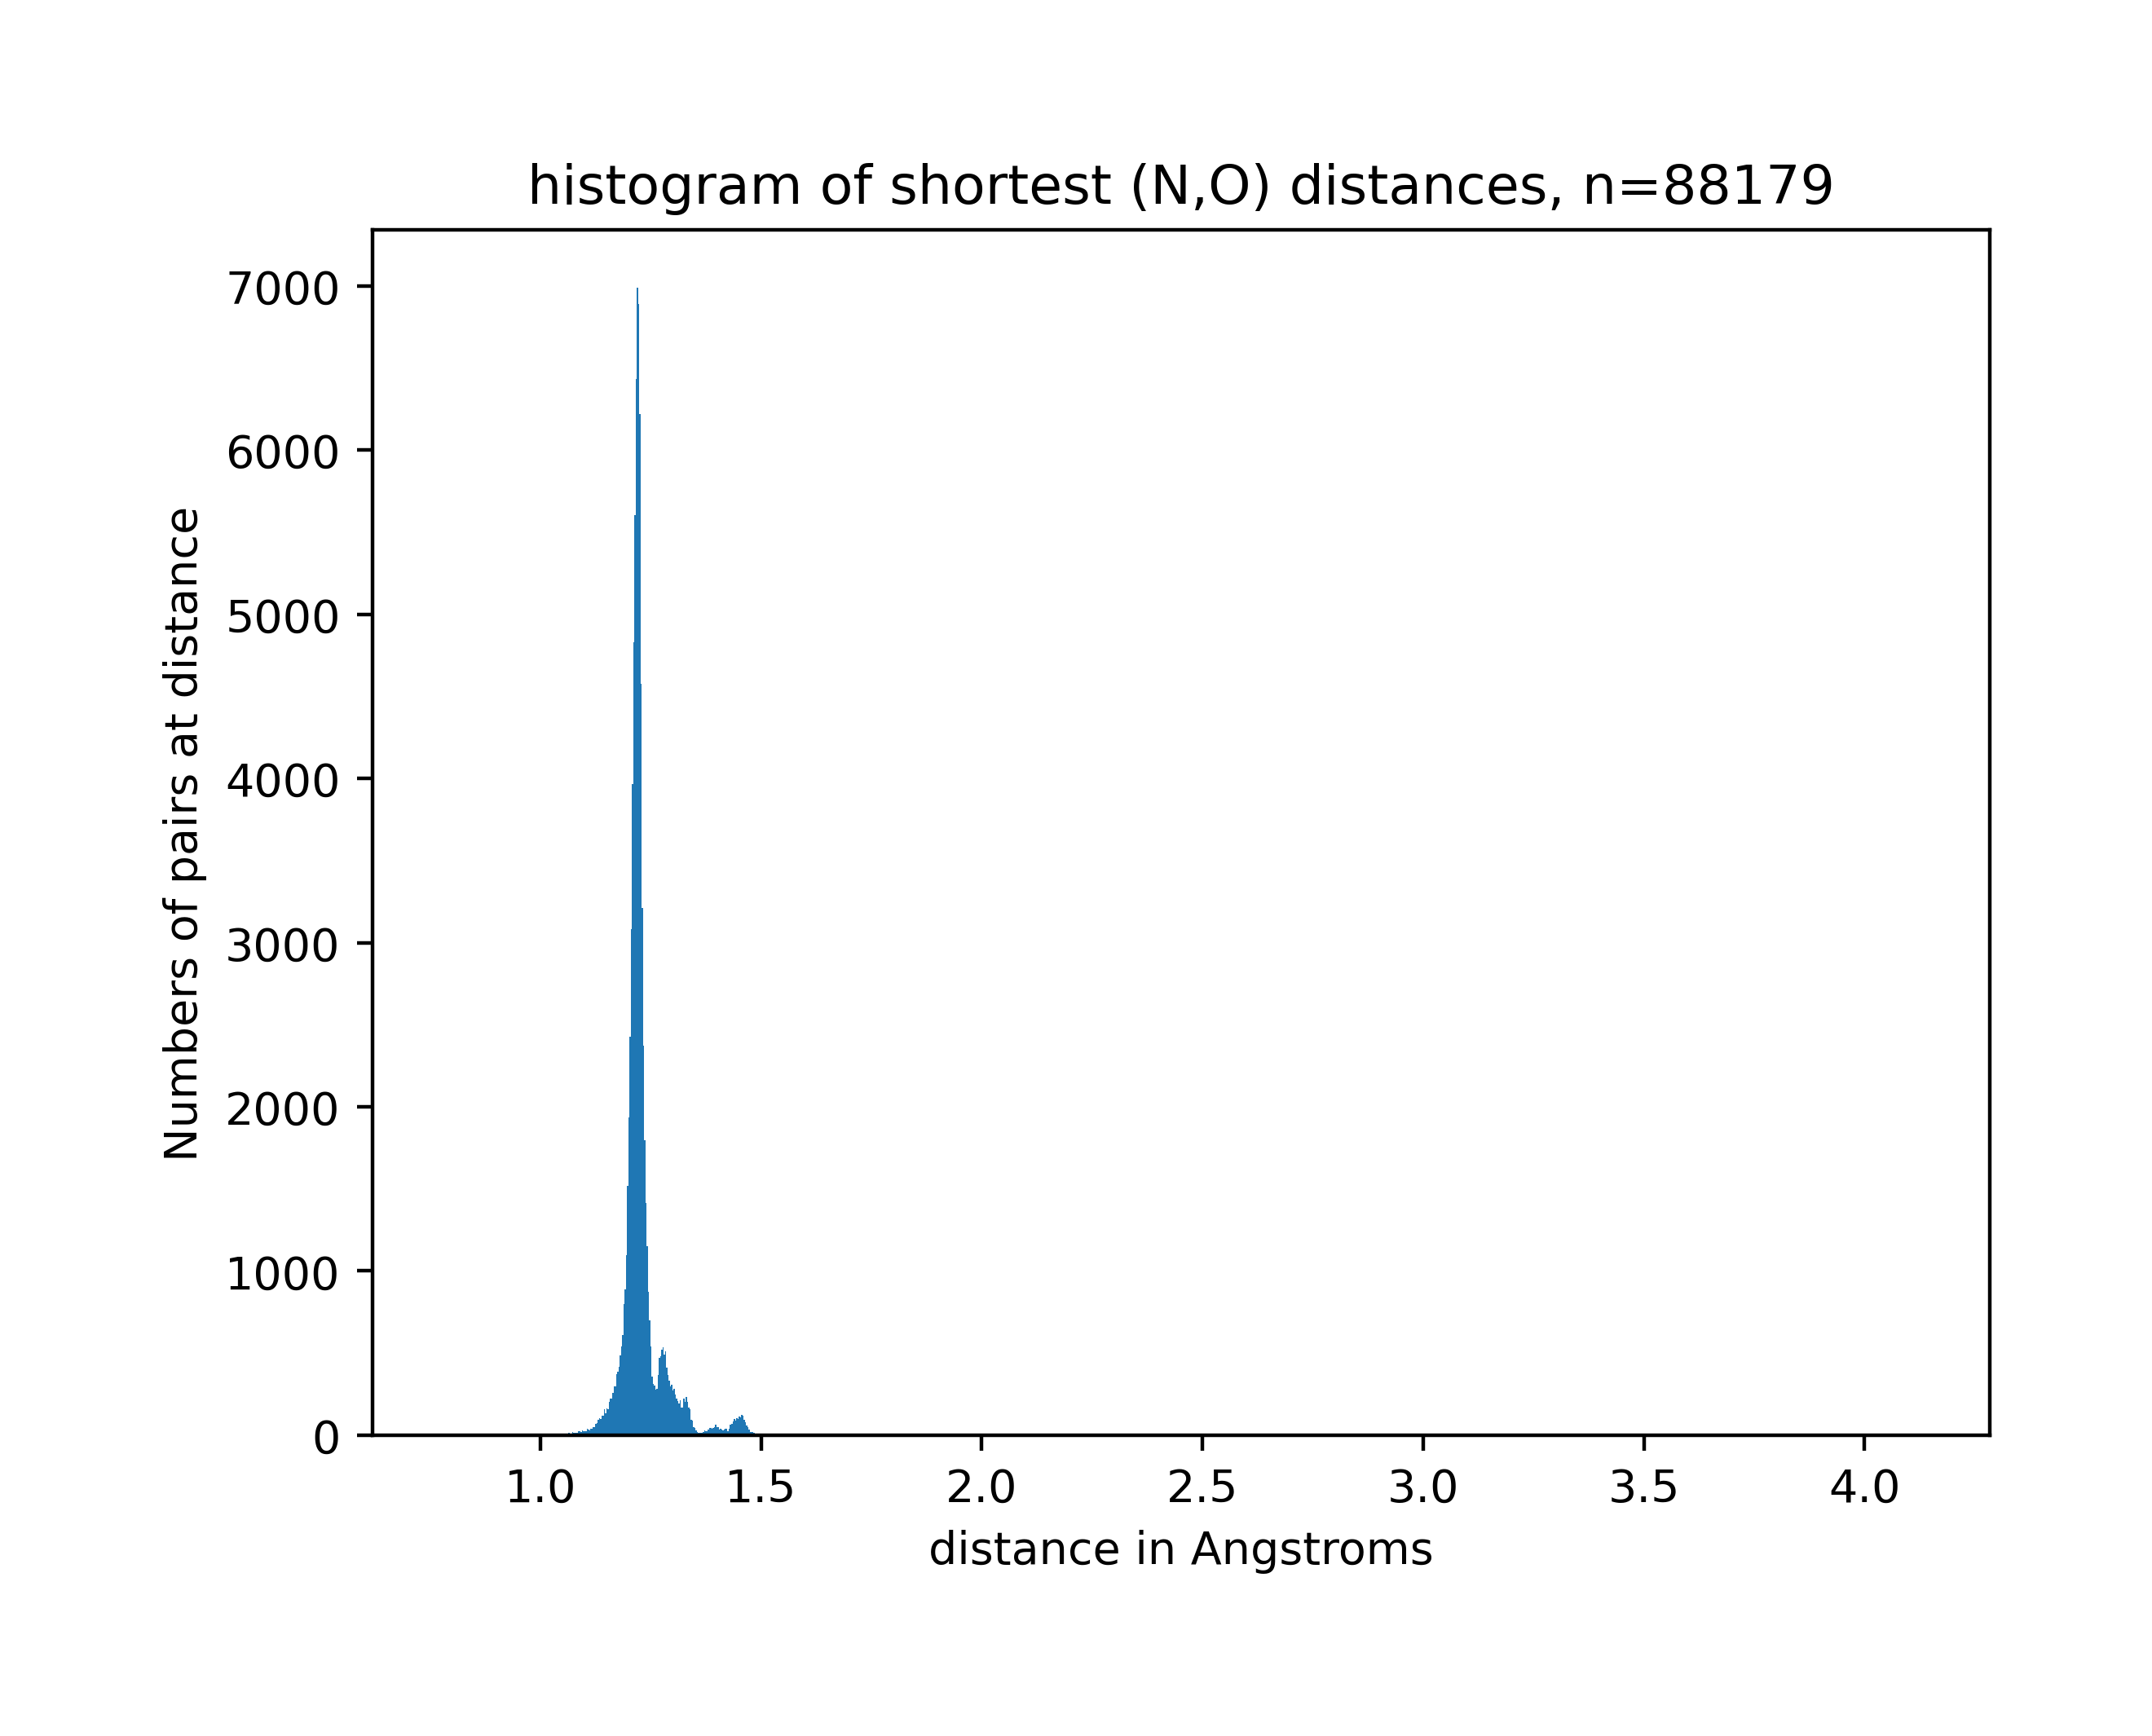 histogram of shortest (N,O) distances, n=88179
Numbers of pairs at distance
7000
6000
5000
4000
3000
2000
1000
0
1.0 1.5 2.0 2.5 3.0 3.5 4.0
distance in Angstroms